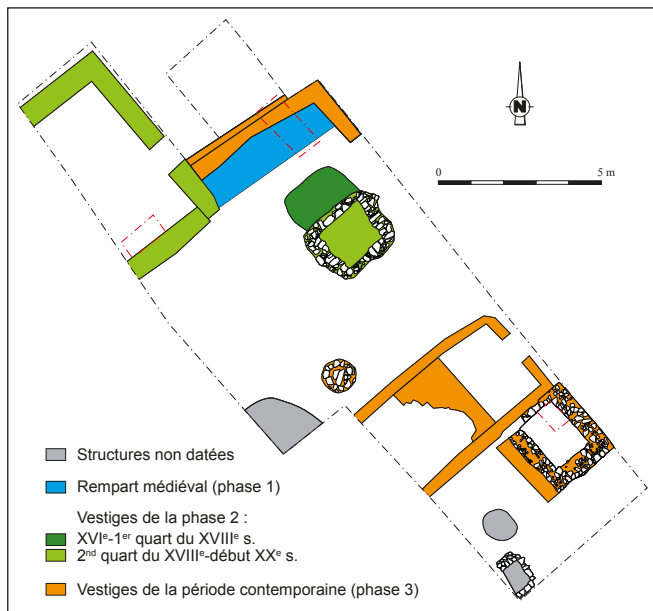 N
0 5 m
Structures non datées
Rempart médiéval (phase 1)
Vestiges de la phase 2 :
XVIᵉ-1ᵉʳ quart du XVIIIᵉ s.
2ⁿᵈ quart du XVIIIᵉ-début XXᵉ s.
Vestiges de la période contemporaine (phase 3)